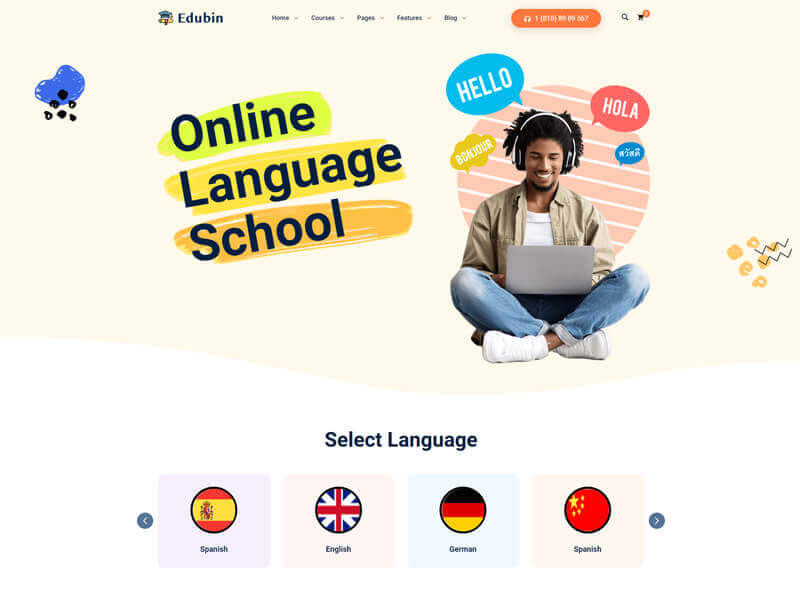 Edubin
Home Courses Pages Features Blog
1 (818) 89 89 567
Online
Language
School
HELLO
HOLA
BONJOUR
สวัสดี
Select Language
Spanish
English
German
Spanish